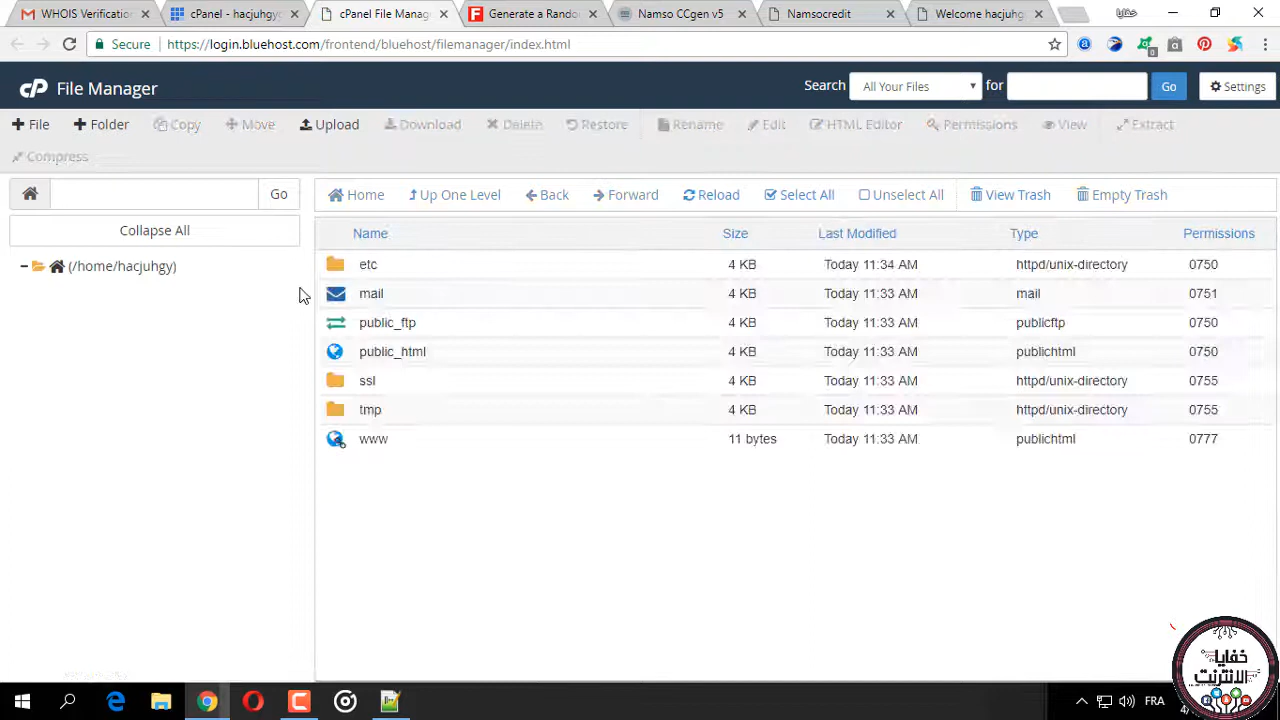 WHOIS Verificatio
cPanel - hacjuhgy
cPanel File Manage
Generate a Rando
Namso CCgen v5
Namsocredit
Welcome hacjuhg
خفايا
Secure
https://login.bluehost.com/frontend/bluehost/filemanager/index.html
cP File Manager
Search All Your Files for Go Settings
File Folder Copy Move Upload Download Delete Restore Rename Edit HTML Editor Permissions View Extract
Compress
Go
Home Up One Level Back Forward Reload Select All Unselect All View Trash Empty Trash
Collapse All
(/home/hacjuhgy)
Name Size Last Modified Type Permissions
etc 4 KB Today 11:34 AM httpd/unix-directory 0750
mail 4 KB Today 11:33 AM mail 0751
public_ftp 4 KB Today 11:33 AM publicftp 0750
public_html 4 KB Today 11:33 AM publichtml 0750
ssl 4 KB Today 11:33 AM httpd/unix-directory 0755
tmp 4 KB Today 11:33 AM httpd/unix-directory 0755
www 11 bytes Today 11:33 AM publichtml 0777
خفايا
الانترنت
FRA
4/